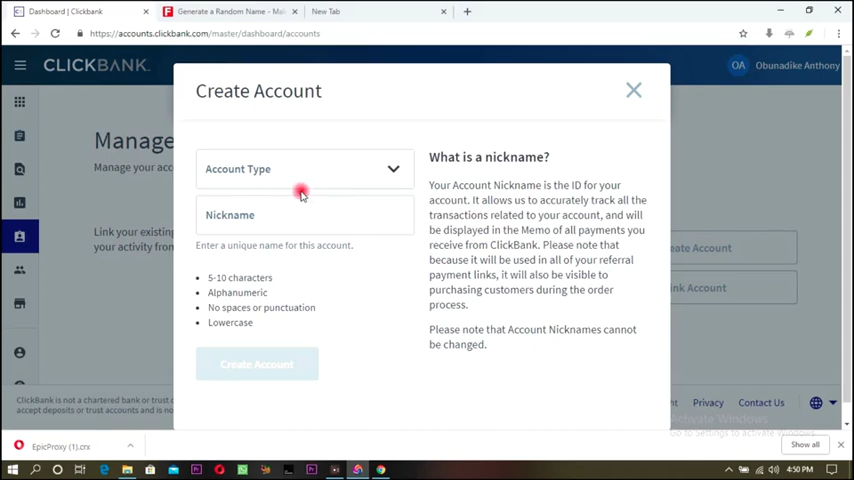 Dashboard | Clickbank
Generate a Random Name - Mak
New Tab
https://accounts.clickbank.com/master/dashboard/accounts
CLICKBANK
OA Obunadike Anthony
Create Account
Manage
Manage your acco
Link your existing
your activity from
Account Type
Nickname
Enter a unique name for this account.
• 5-10 characters
• Alphanumeric
• No spaces or punctuation
• Lowercase
Create Account
What is a nickname?
Your Account Nickname is the ID for your
account. It allows us to accurately track all the
transactions related to your account, and will
be displayed in the Memo of all payments you
receive from ClickBank. Please note that
because it will be used in all of your referral
payment links, it will also be visible to
purchasing customers during the order
process.
Please note that Account Nicknames cannot
be changed.
eate Account
nk Account
ClickBank is not a chartered bank or trust c
accept deposits or trust accounts and is no
nt Privacy Contact Us
Activate Windows
Go to Settings to activate Windows.
EpicProxy (1).crx
Show all
4:50 PM